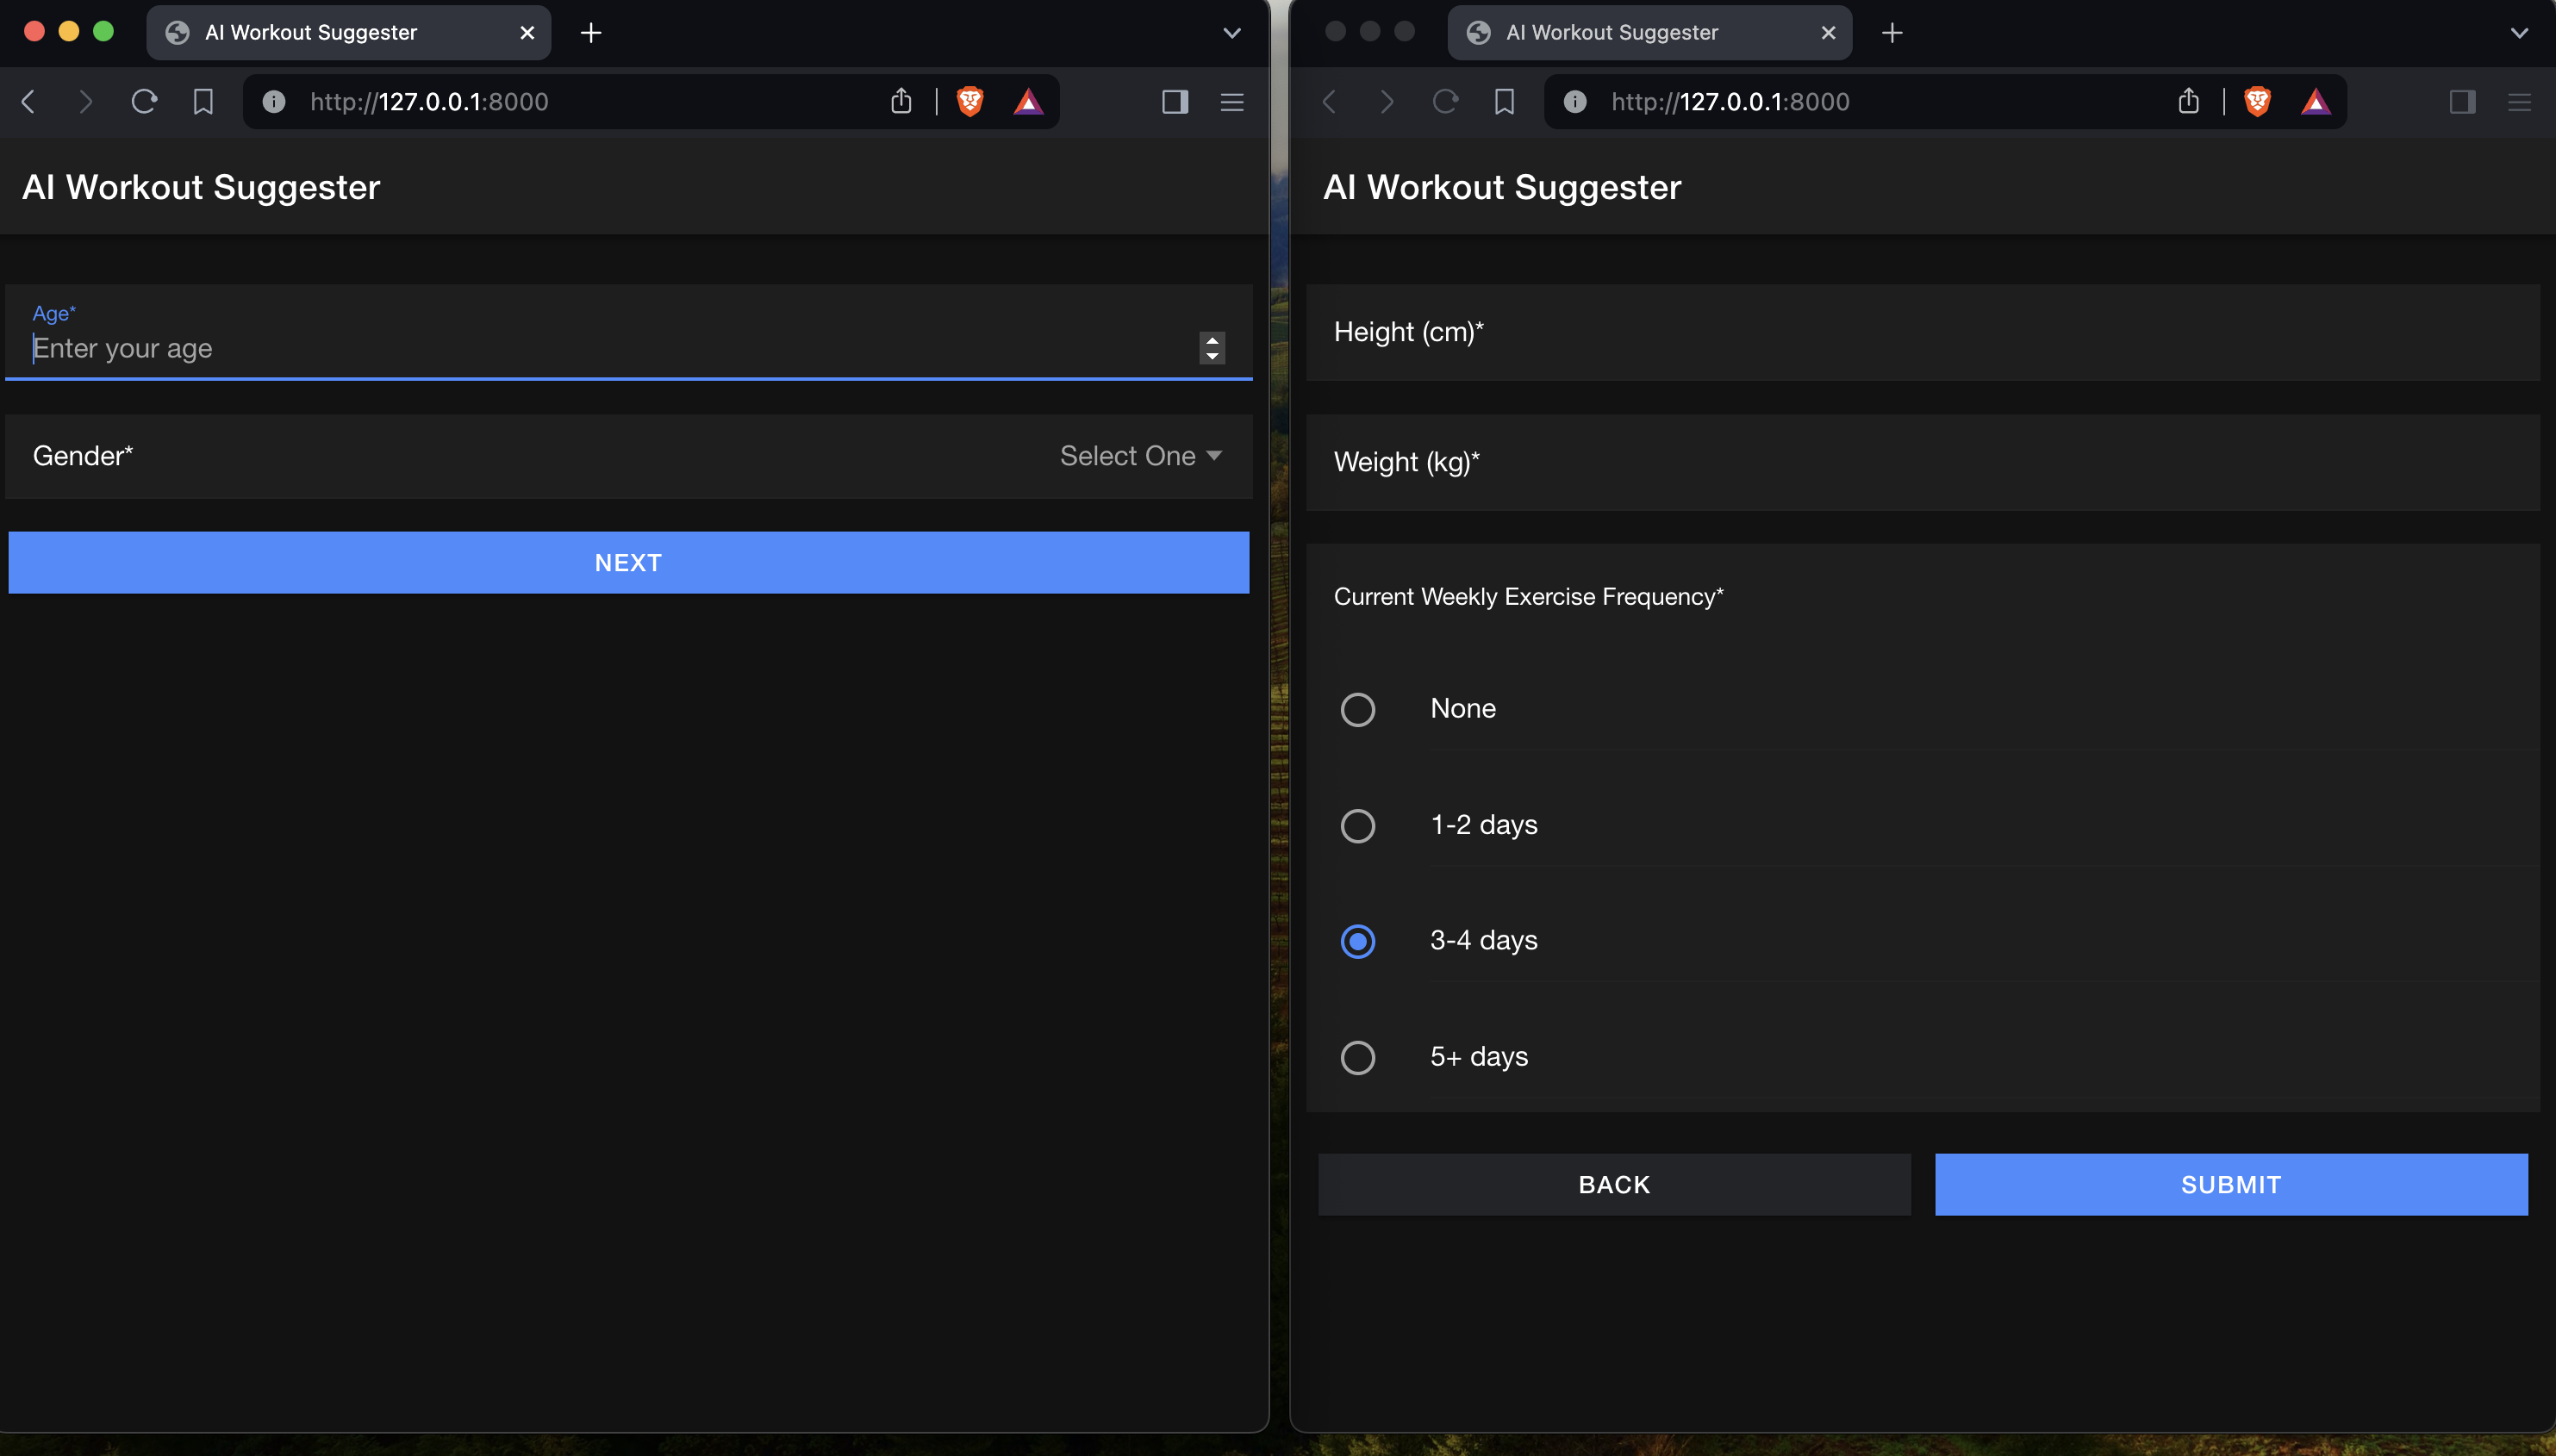 AI Workout Suggester
http://127.0.0.1:8000
AI Workout Suggester
Age*
Enter your age
Gender*
Select One
NEXT
AI Workout Suggester
http://127.0.0.1:8000
AI Workout Suggester
Height (cm)*
Weight (kg)*
Current Weekly Exercise Frequency*
None
1-2 days
3-4 days
5+ days
BACK
SUBMIT